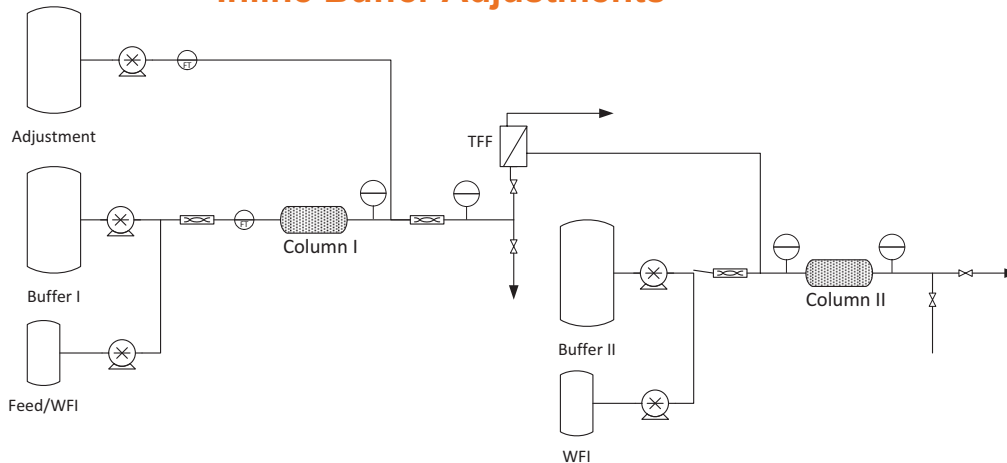 Inline Buffer Adjustments
FT
Adjustment
TFF
FT
Column I
Buffer I
Column II
Buffer II
Feed/WFI
WFI